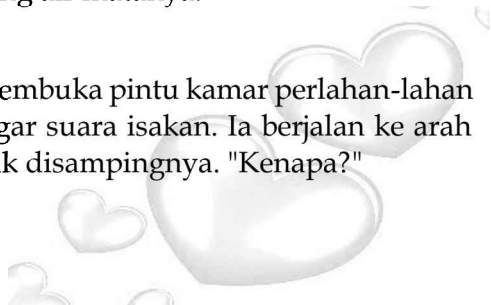 embuka pintu kamar perlahan-lahan
gar suara isakan. Ia berjalan ke arah
k disampingnya. "Kenapa?"